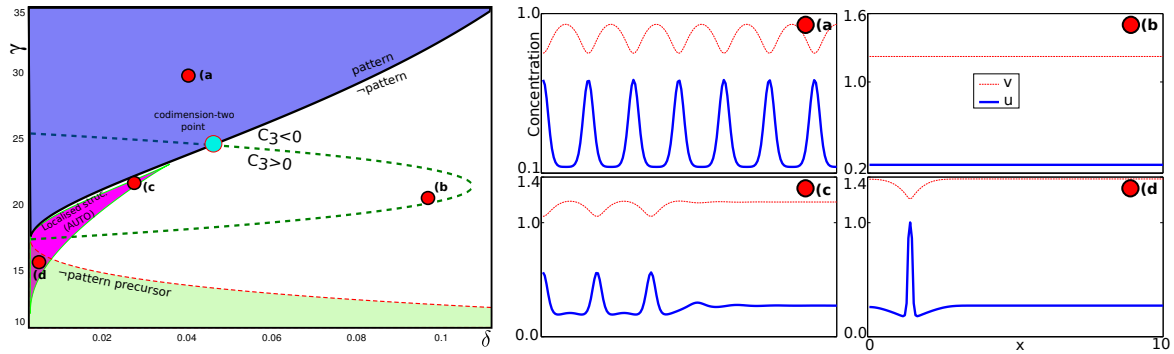 35
γ
30
25
20
15
10
(a
pattern
¬pattern
codimension-two
point
C₃<0
C₃>0
(b
(c
Localised struc.
(AUTO)
(d
¬pattern precursor
0.02
0.04
0.06
0.08
0.1
δ
1.0
Concentration
0.1
(a
1.6
1.0
0.2
(b
v
u
1.4
1.0
0.0
(c
1.4
1.0
0.0
(d
0
x
10